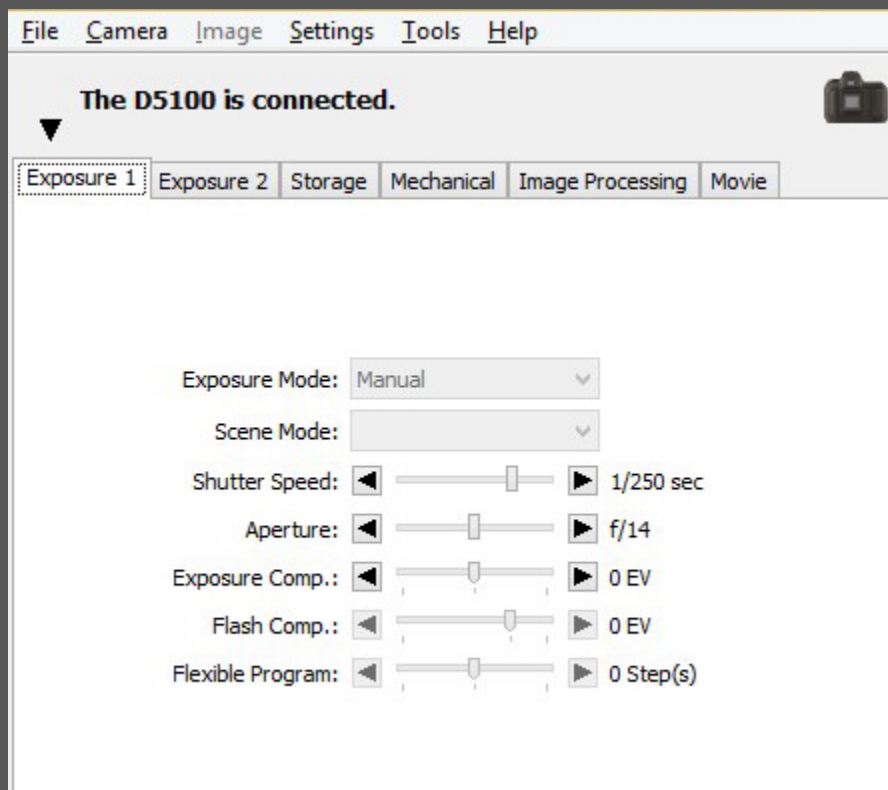 File Camera Image Settings Tools Help
The D5100 is connected.
Exposure 1 Exposure 2 Storage Mechanical Image Processing Movie
Exposure Mode: Manual
Scene Mode:
Shutter Speed: 1/250 sec
Aperture: f/14
Exposure Comp.: 0 EV
Flash Comp.: 0 EV
Flexible Program: 0 Step(s)